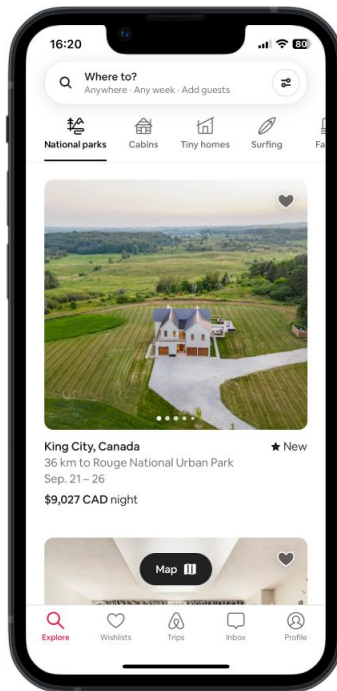 16:20
80
Where to?
Anywhere · Any week · Add guests
National parks
Cabins
Tiny homes
Surfing
King City, Canada
★ New
36 km to Rouge National Urban Park
Sep. 21 – 26
$9,027 CAD night
Map
Explore
Wishlists
Trips
Inbox
Profile